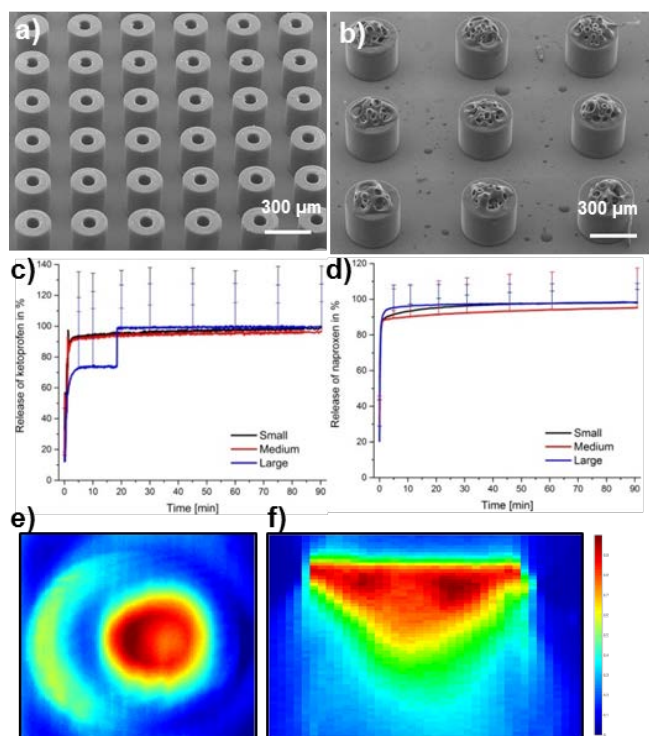 a)
b)
300 µm
300 µm
c)
d)
Release of ketoprofen in %
140
120
100
80
60
40
20
0
0 10 20 30 40 50 60 70 80 90
Time [min]
Small
Medium
Large
Release of naproxen in %
120
100
80
60
40
20
0
0 10 20 30 40 50 60 70 80 90
Time [min]
Small
Medium
Large
e)
f)